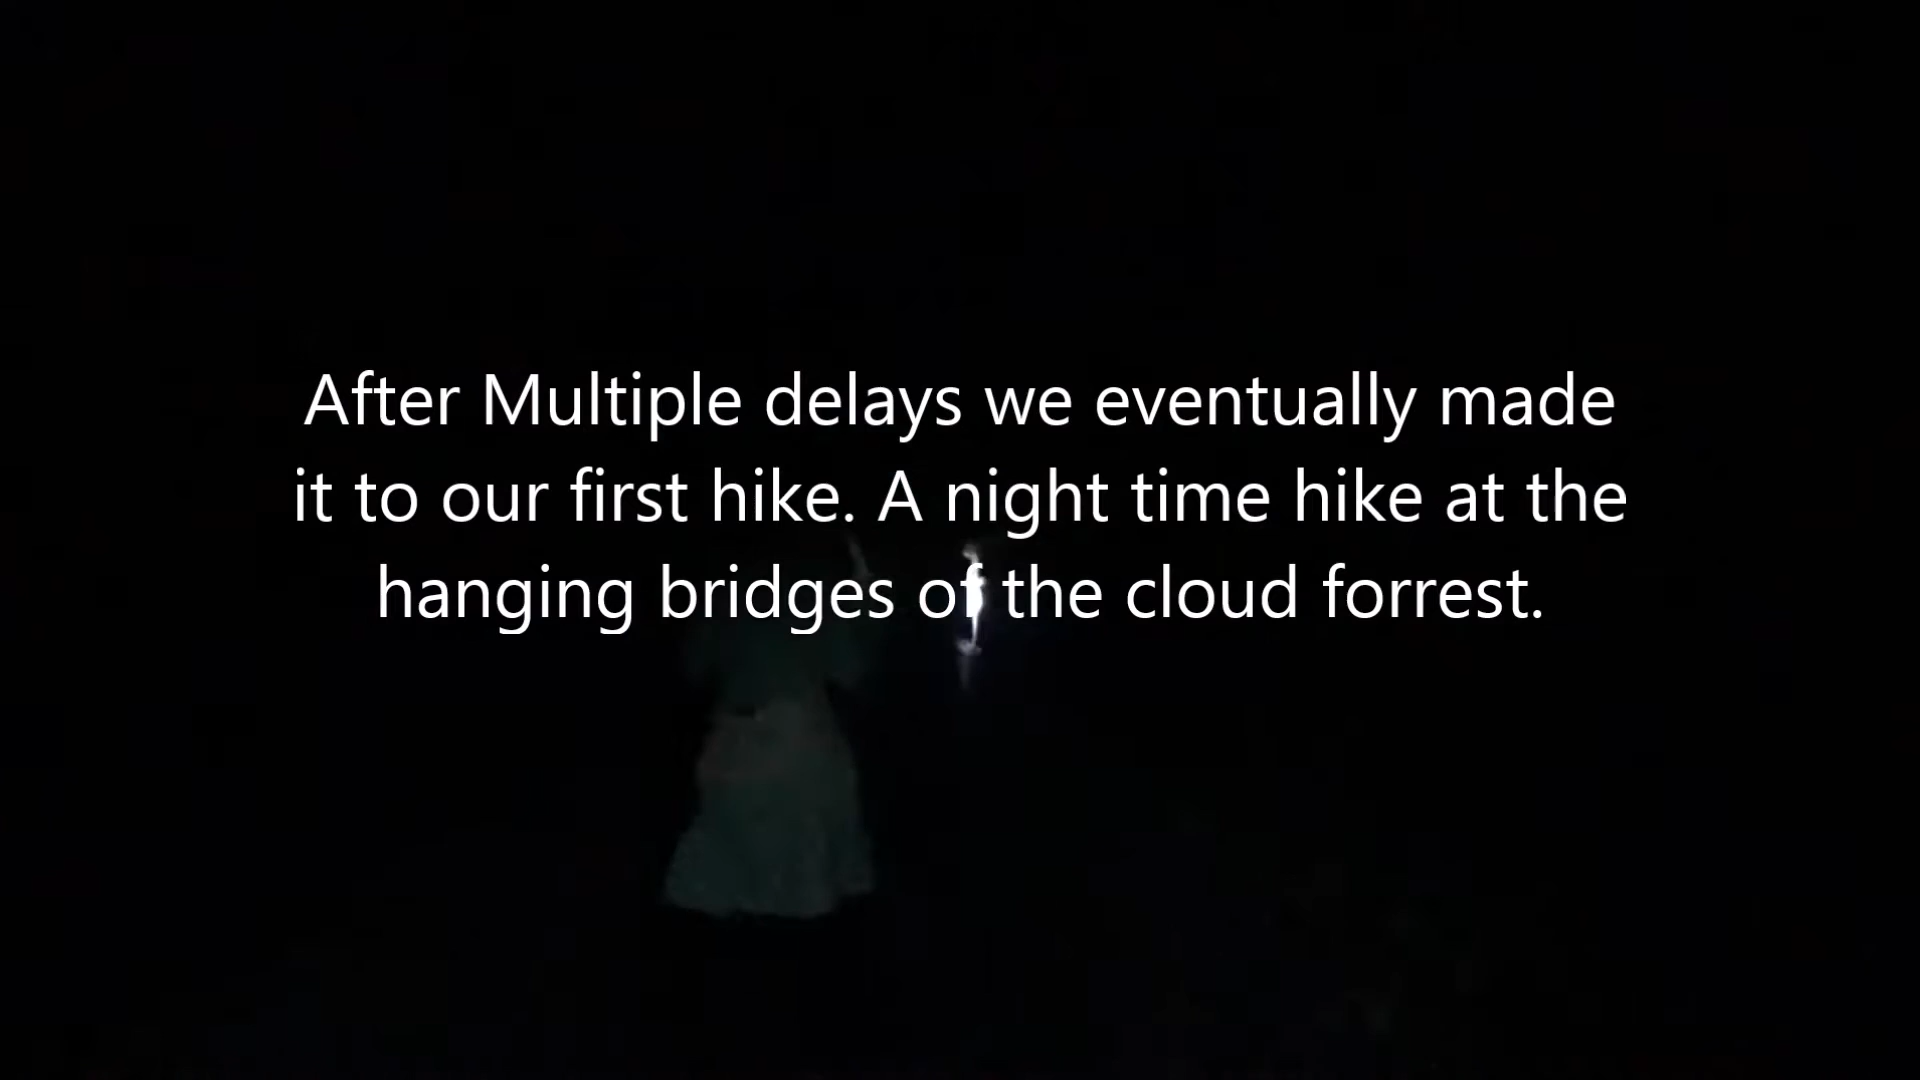 After Multiple delays we eventually made
it to our first hike. A night time hike at the
hanging bridges of the cloud forrest.